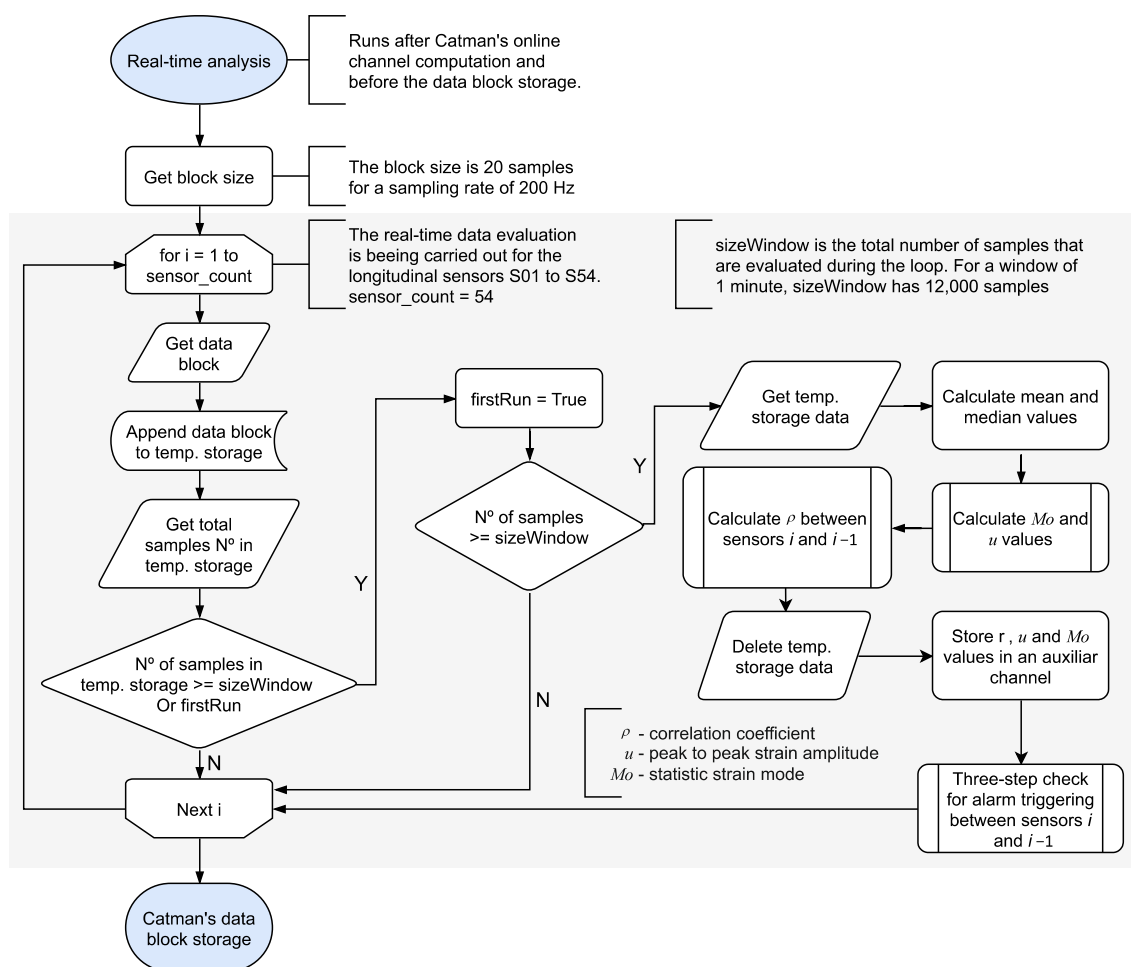 Real-time analysis
Runs after Catman's online
channel computation and
before the data block storage.
Get block size
The block size is 20 samples
for a sampling rate of 200 Hz
for i = 1 to
sensor_count
The real-time data evaluation
is beeing carried out for the
longitudinal sensors S01 to S54.
sensor_count = 54
sizeWindow is the total number of samples that
are evaluated during the loop. For a window of
1 minute, sizeWindow has 12,000 samples
Get data
block
Append data block
to temp. storage
Get total
samples Nº in
temp. storage
Nº of samples in
temp. storage >= sizeWindow
Or firstRun
Y
N
firstRun = True
Nº of samples
>= sizeWindow
Y
N
Get temp.
storage data
Calculate mean and
median values
Calculate Mo and
u values
Calculate ρ between
sensors i and i−1
Delete temp.
storage data
Store r , u and Mo
values in an auxiliar
channel
ρ - correlation coefficient
u - peak to peak strain amplitude
Mo - statistic strain mode
Three-step check
for alarm triggering
between sensors i
and i−1
Next i
Catman's data
block storage